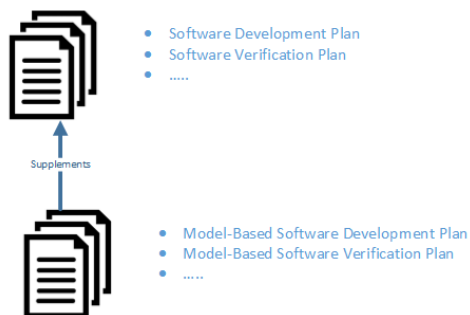 Software Development Plan
Software Verification Plan
.....
Supplements
Model-Based Software Development Plan
Model-Based Software Verification Plan
.....